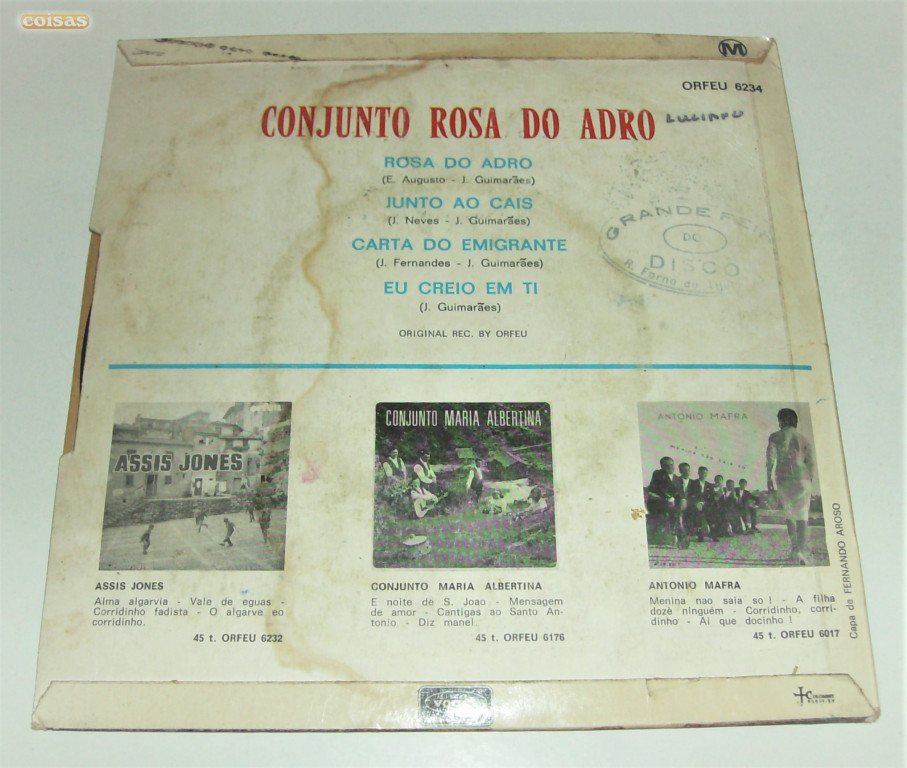 coisas
M
ORFEU 6234
CONJUNTO ROSA DO ADRO
ROSA DO ADRO
(E. Augusto - J. Guimarães)
JUNTO AO CAIS
(J. Neves - J. Guimarães)
CARTA DO EMIGRANTE
(J. Fernandes - J. Guimarães)
EU CREIO EM TI
(J. Guimarães)
ORIGINAL REC. BY ORFEU
GRANDE
DO
DISCO
R. Forno do
ASSIS JONES
CONJUNTO MARIA ALBERTINA
ANTONIO MAFRA
ASSIS JONES
Alma algarvia - Vale de eguas -
Corridinho fadista - O algarve eo
corridinho.
45 t. ORFEU 6232
CONJUNTO MARIA ALBERTINA
E noite de S. Joao - Mensagem
de amor - Cantigas ao Santo An-
tonio - Diz manel.
45 t. ORFEU 6176
ANTONIO MAFRA
Menina nao saia so ! - A filha
dozè ninguém - Corridinho, corri-
dinho - Ai que docinho !
45 t. ORFEU 6017
Capa de FERNANDO AROSO